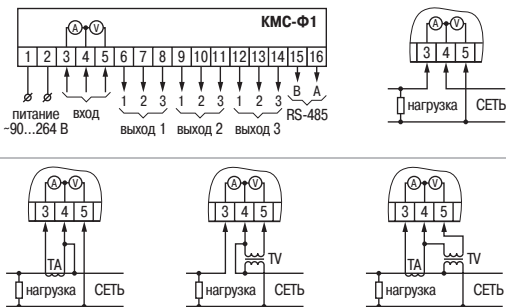 КМС-Ф1
A V
1 2 3 4 5 6 7 8 9 10 11 12 13 14 15 16
1 2 3 1 2 3 1 2 3 B A
питание вход RS-485
~90...264 В выход 1 выход 2 выход 3
A V
3 4 5
нагрузка СЕТЬ
A V
3 4 5
TA
нагрузка СЕТЬ
A V
3 4 5
TV
нагрузка СЕТЬ
A V
3 4 5
TA TV
нагрузка СЕТЬ